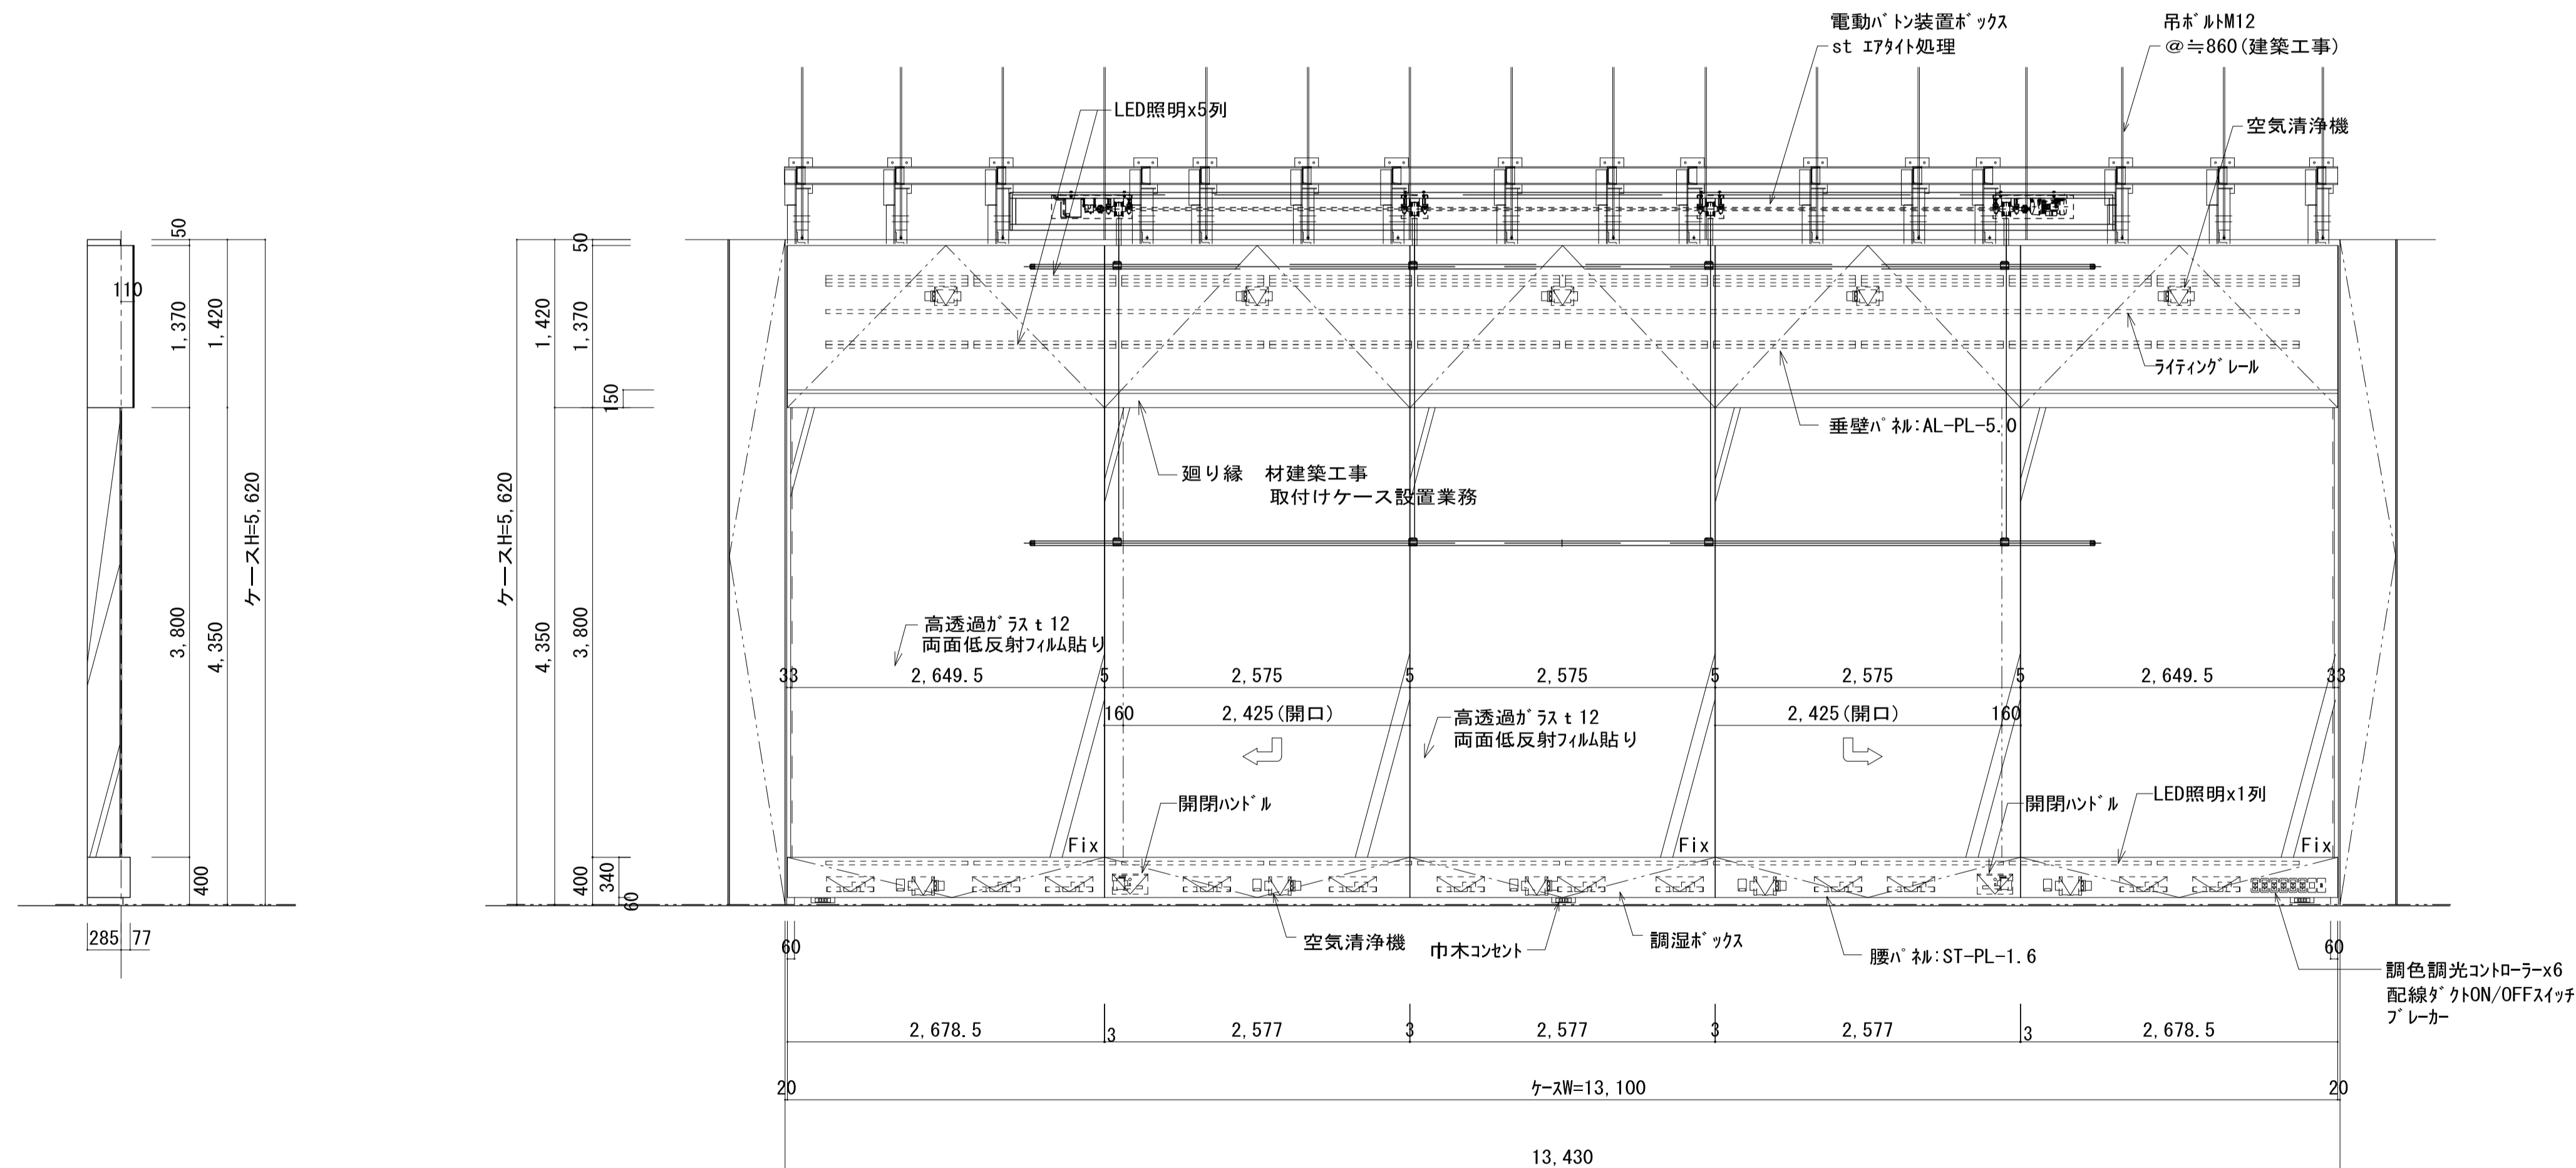 電動バトン装置ボックス
st エアタイト処理
吊ボルトM12
@≒860(建築工事)
LED照明x5列
空気清浄機
50
110
1,370
1,420
3,800
4,350
ケースH=5,620
400
285
77
ケースH=5,620
1,420
4,350
50
1,370
150
3,800
400
340
60
ライティングレール
垂壁パネル:AL-PL-5.0
廻り縁 材建築工事
取付けケース設置業務
高透過ガラスt12
両面低反射フィルム貼り
33
2,649.5
5
2,575
5
2,575
5
2,575
5
2,649.5
33
160
2,425(開口)
高透過ガラスt12
両面低反射フィルム貼り
2,425(開口)
160
開閉ハンドル
開閉ハンドル
LED照明x1列
Fix
Fix
Fix
60
空気清浄機
巾木コンセント
調湿ボックス
腰パネル:ST-PL-1.6
60
調色調光コントローラーx6
配線ダクトON/OFFスイッチ
ブレーカー
2,678.5
3
2,577
3
2,577
3
2,577
3
2,678.5
20
ケースW=13,100
20
13,430